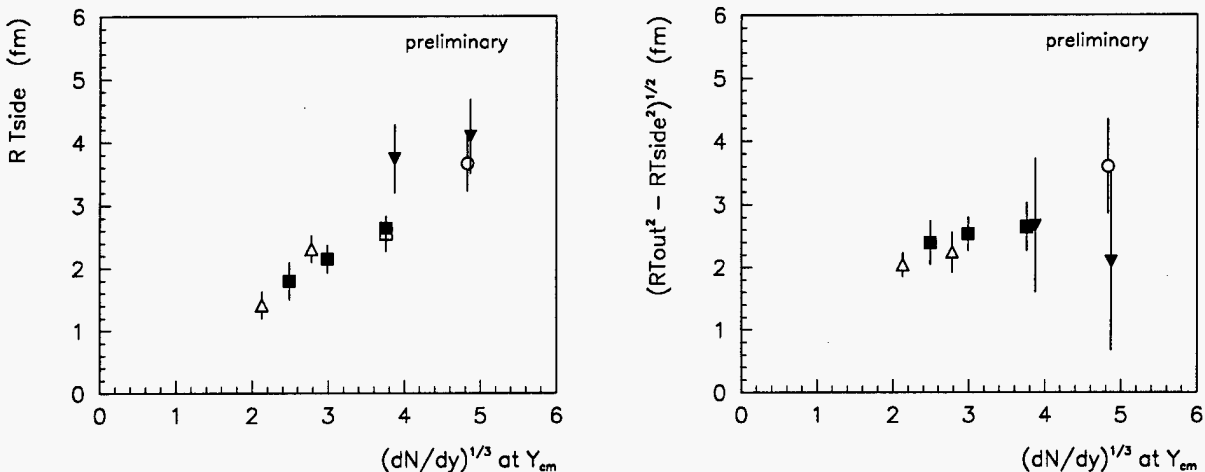 R Tside (fm)
preliminary
6
5
4
3
2
1
0
0 1 2 3 4 5 6
(dN/dy)^1/3 at Y_cm
(RTout² − RTside²)^1/2 (fm)
preliminary
6
5
4
3
2
1
0
0 1 2 3 4 5 6
(dN/dy)^1/3 at Y_cm